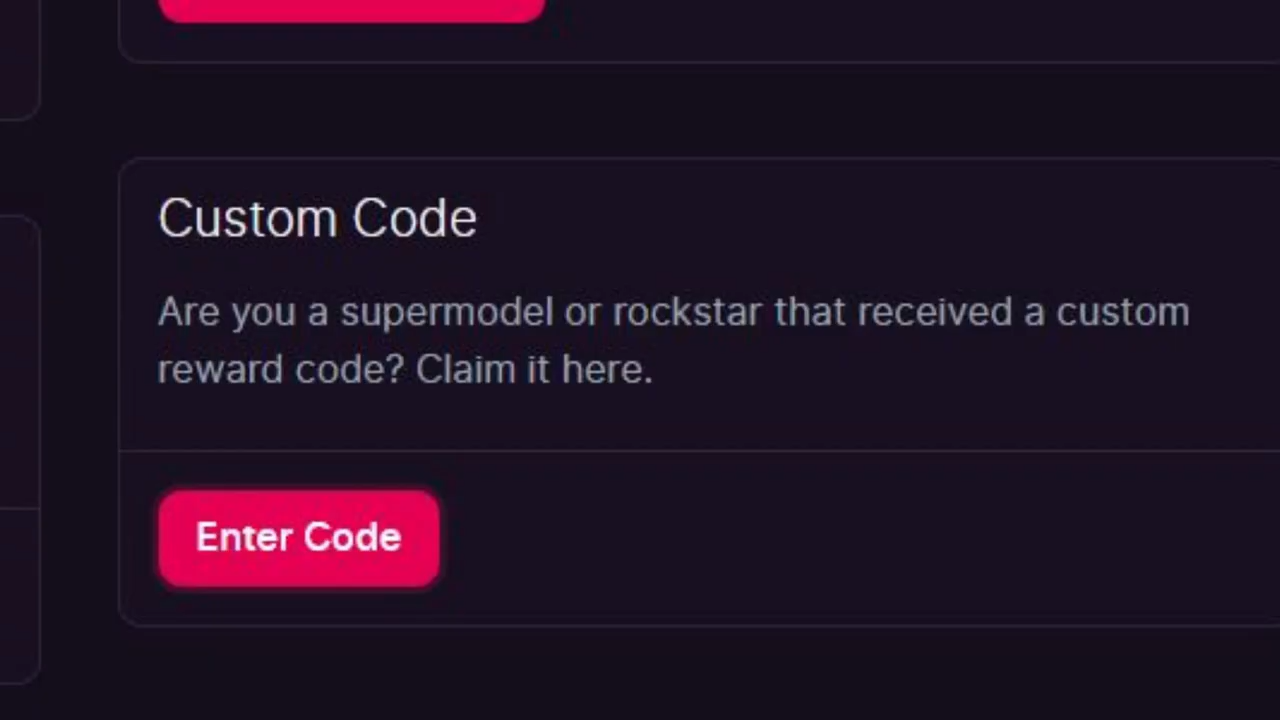 Custom Code
Are you a supermodel or rockstar that received a custom
reward code? Claim it here.
Enter Code